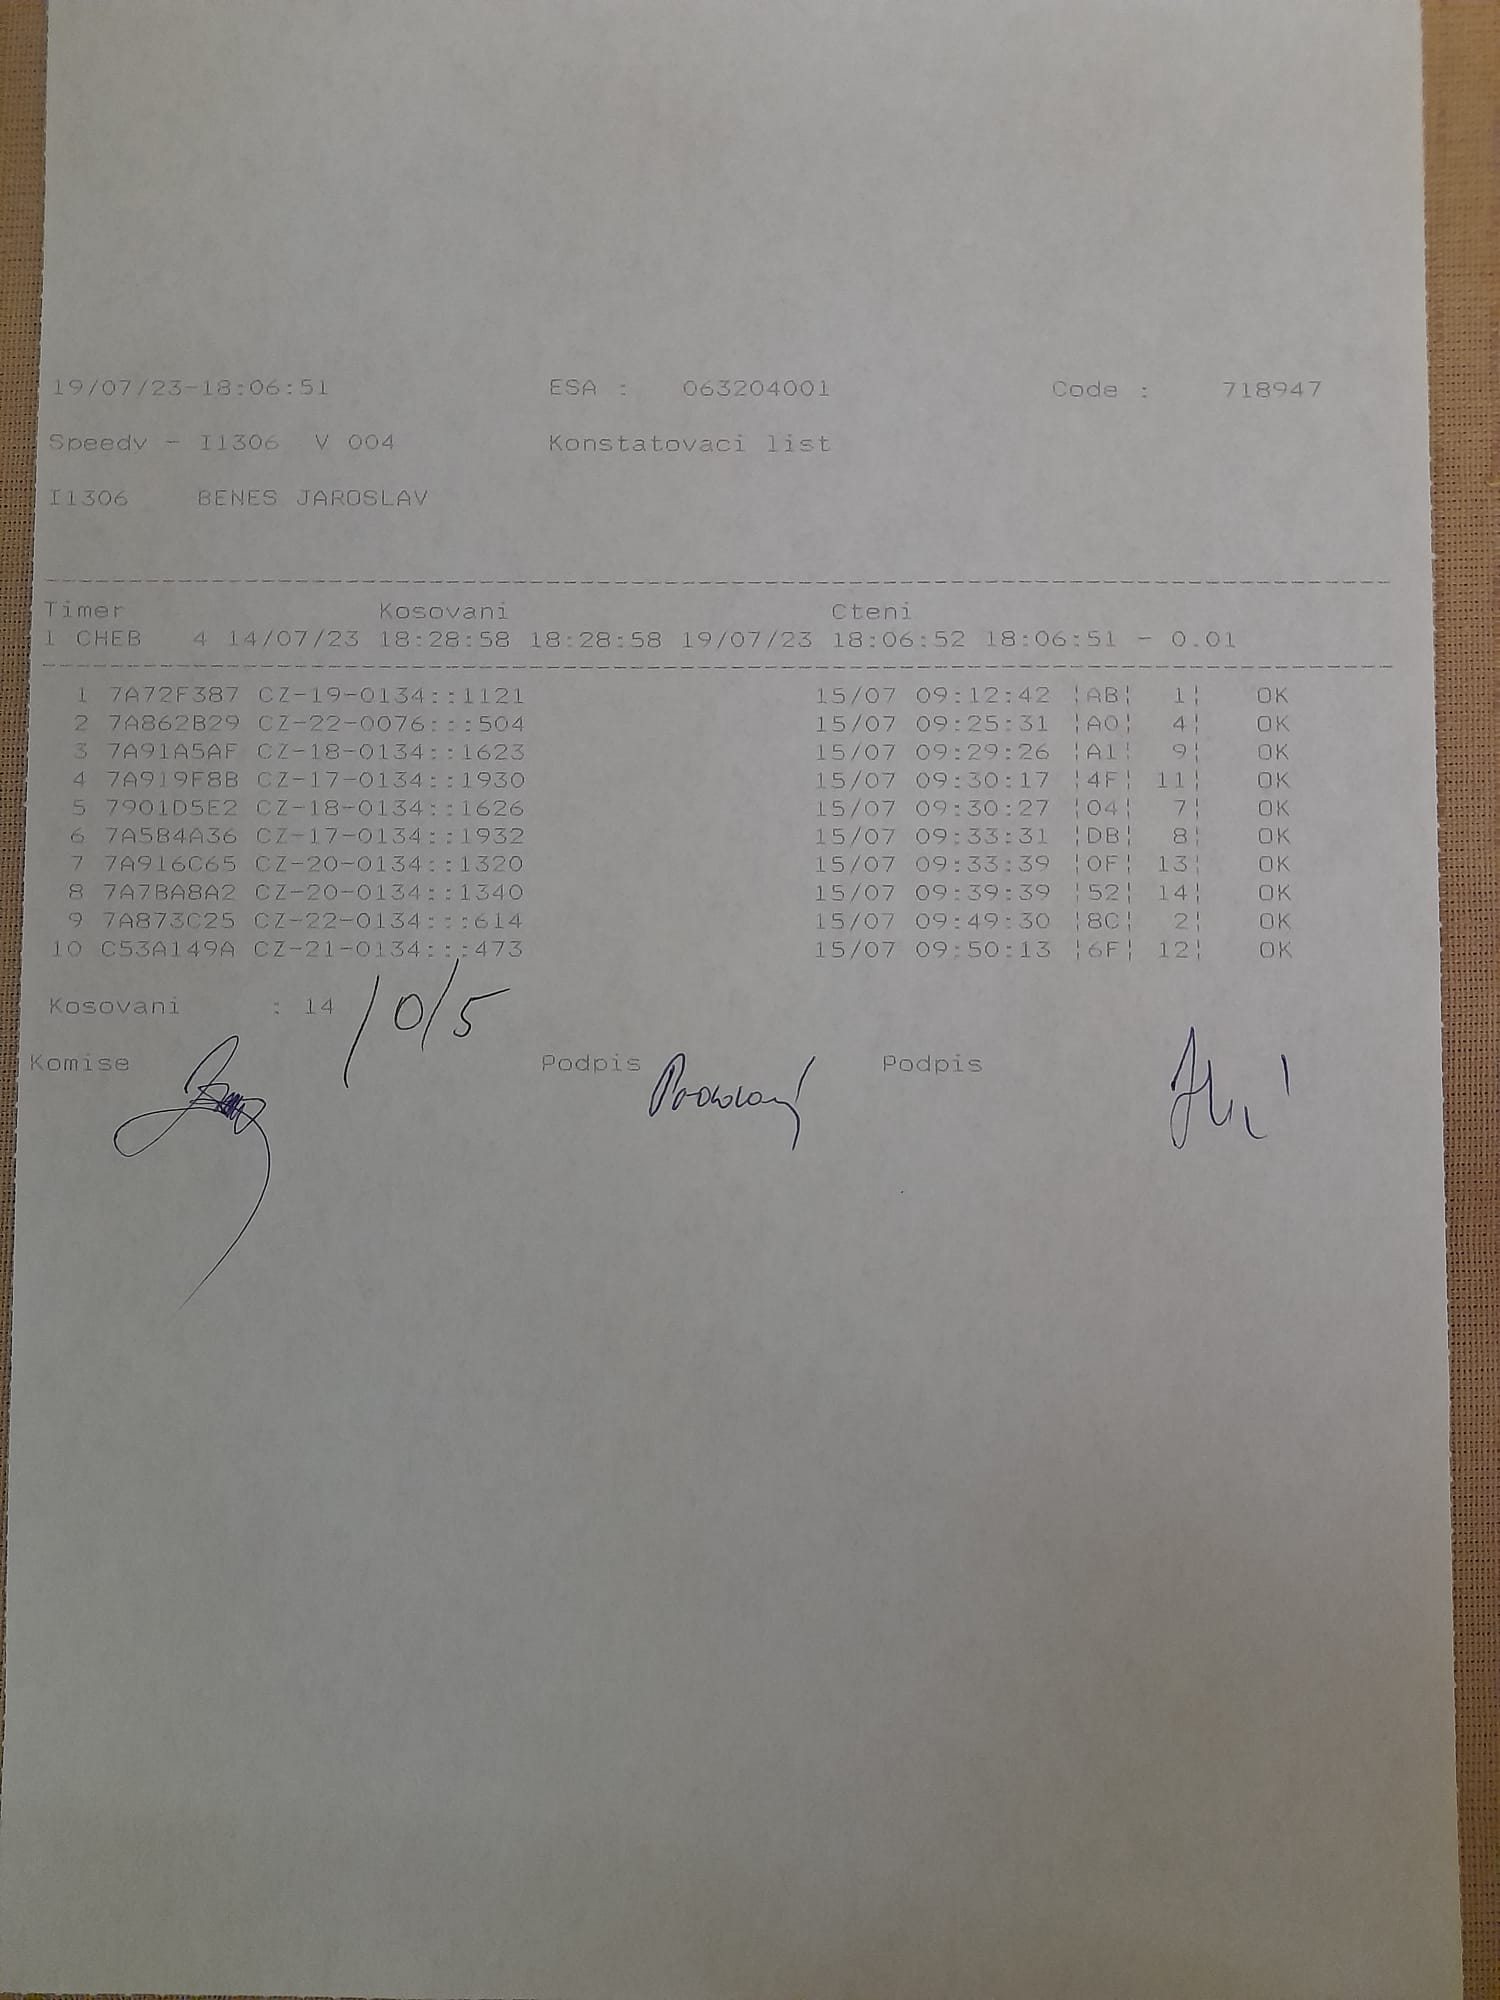 19/07/23-18:06:51 ESA : 063204001 Code : 718947
Speedv - I1306 V 004 Konstatovaci list
I1306 BENES JAROSLAV
Timer Kosovani Cteni
1 CHEB 4 14/07/23 18:28:58 18:28:58 19/07/23 18:06:52 18:06:51 - 0.01
1 7A72F387 CZ-19-0134::1121 15/07 09:12:42 ¦AB¦ 1¦ OK
2 7A862B29 CZ-22-0076:::504 15/07 09:25:31 ¦A0¦ 4¦ OK
3 7A91A5AF CZ-18-0134::1623 15/07 09:29:26 ¦A1¦ 9¦ OK
4 7A919F8B CZ-17-0134::1930 15/07 09:30:17 ¦4F¦ 11¦ OK
5 7901D5E2 CZ-18-0134::1626 15/07 09:30:27 ¦04¦ 7¦ OK
6 7A5B4A36 CZ-17-0134::1932 15/07 09:33:31 ¦DB¦ 8¦ OK
7 7A916C65 CZ-20-0134::1320 15/07 09:33:39 ¦0F¦ 13¦ OK
8 7A7BA8A2 CZ-20-0134::1340 15/07 09:39:39 ¦52¦ 14¦ OK
9 7A873C25 CZ-22-0134:::614 15/07 09:49:30 ¦8C¦ 2¦ OK
10 C53A149A CZ-21-0134:::473 15/07 09:50:13 ¦6F¦ 12¦ OK
Kosovani : 14 /0/5
Komise Podpis Podpis